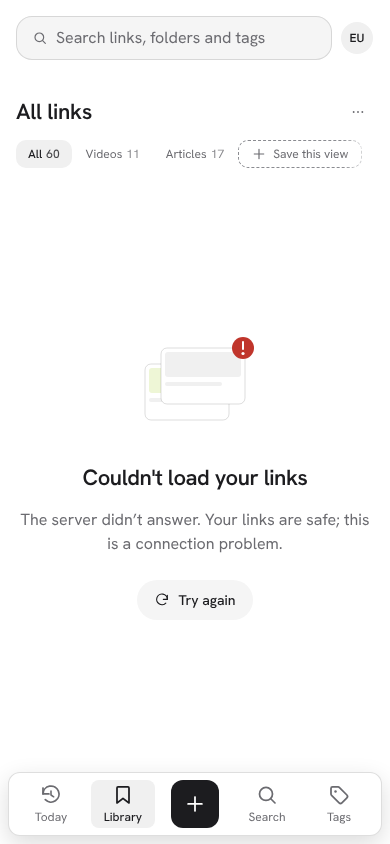 Search links, folders and tags
EU
All links
All 60
Videos 11
Articles 17
Save this view
Couldn't load your links
The server didn’t answer. Your links are safe; this
is a connection problem.
Try again
Today
Library
Search
Tags